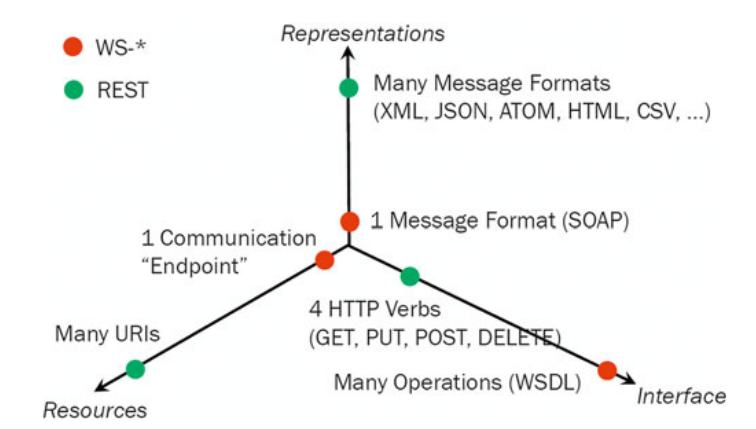 Representations
WS-*
REST
Many Message Formats
(XML, JSON, ATOM, HTML, CSV, ...)
1 Message Format (SOAP)
1 Communication
“Endpoint”
4 HTTP Verbs
(GET, PUT, POST, DELETE)
Many URIs
Many Operations (WSDL)
Resources
Interface